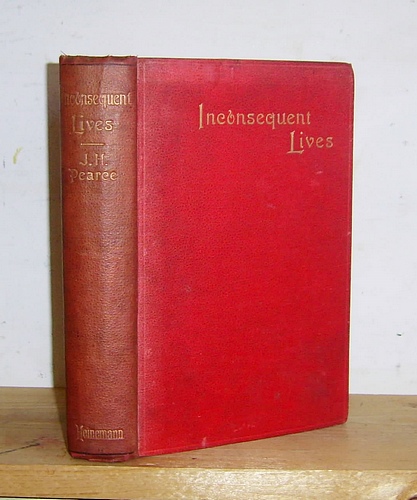 Inconsequent
Lives
J. H.
Pearce
Heinemann
Inconsequent
Lives